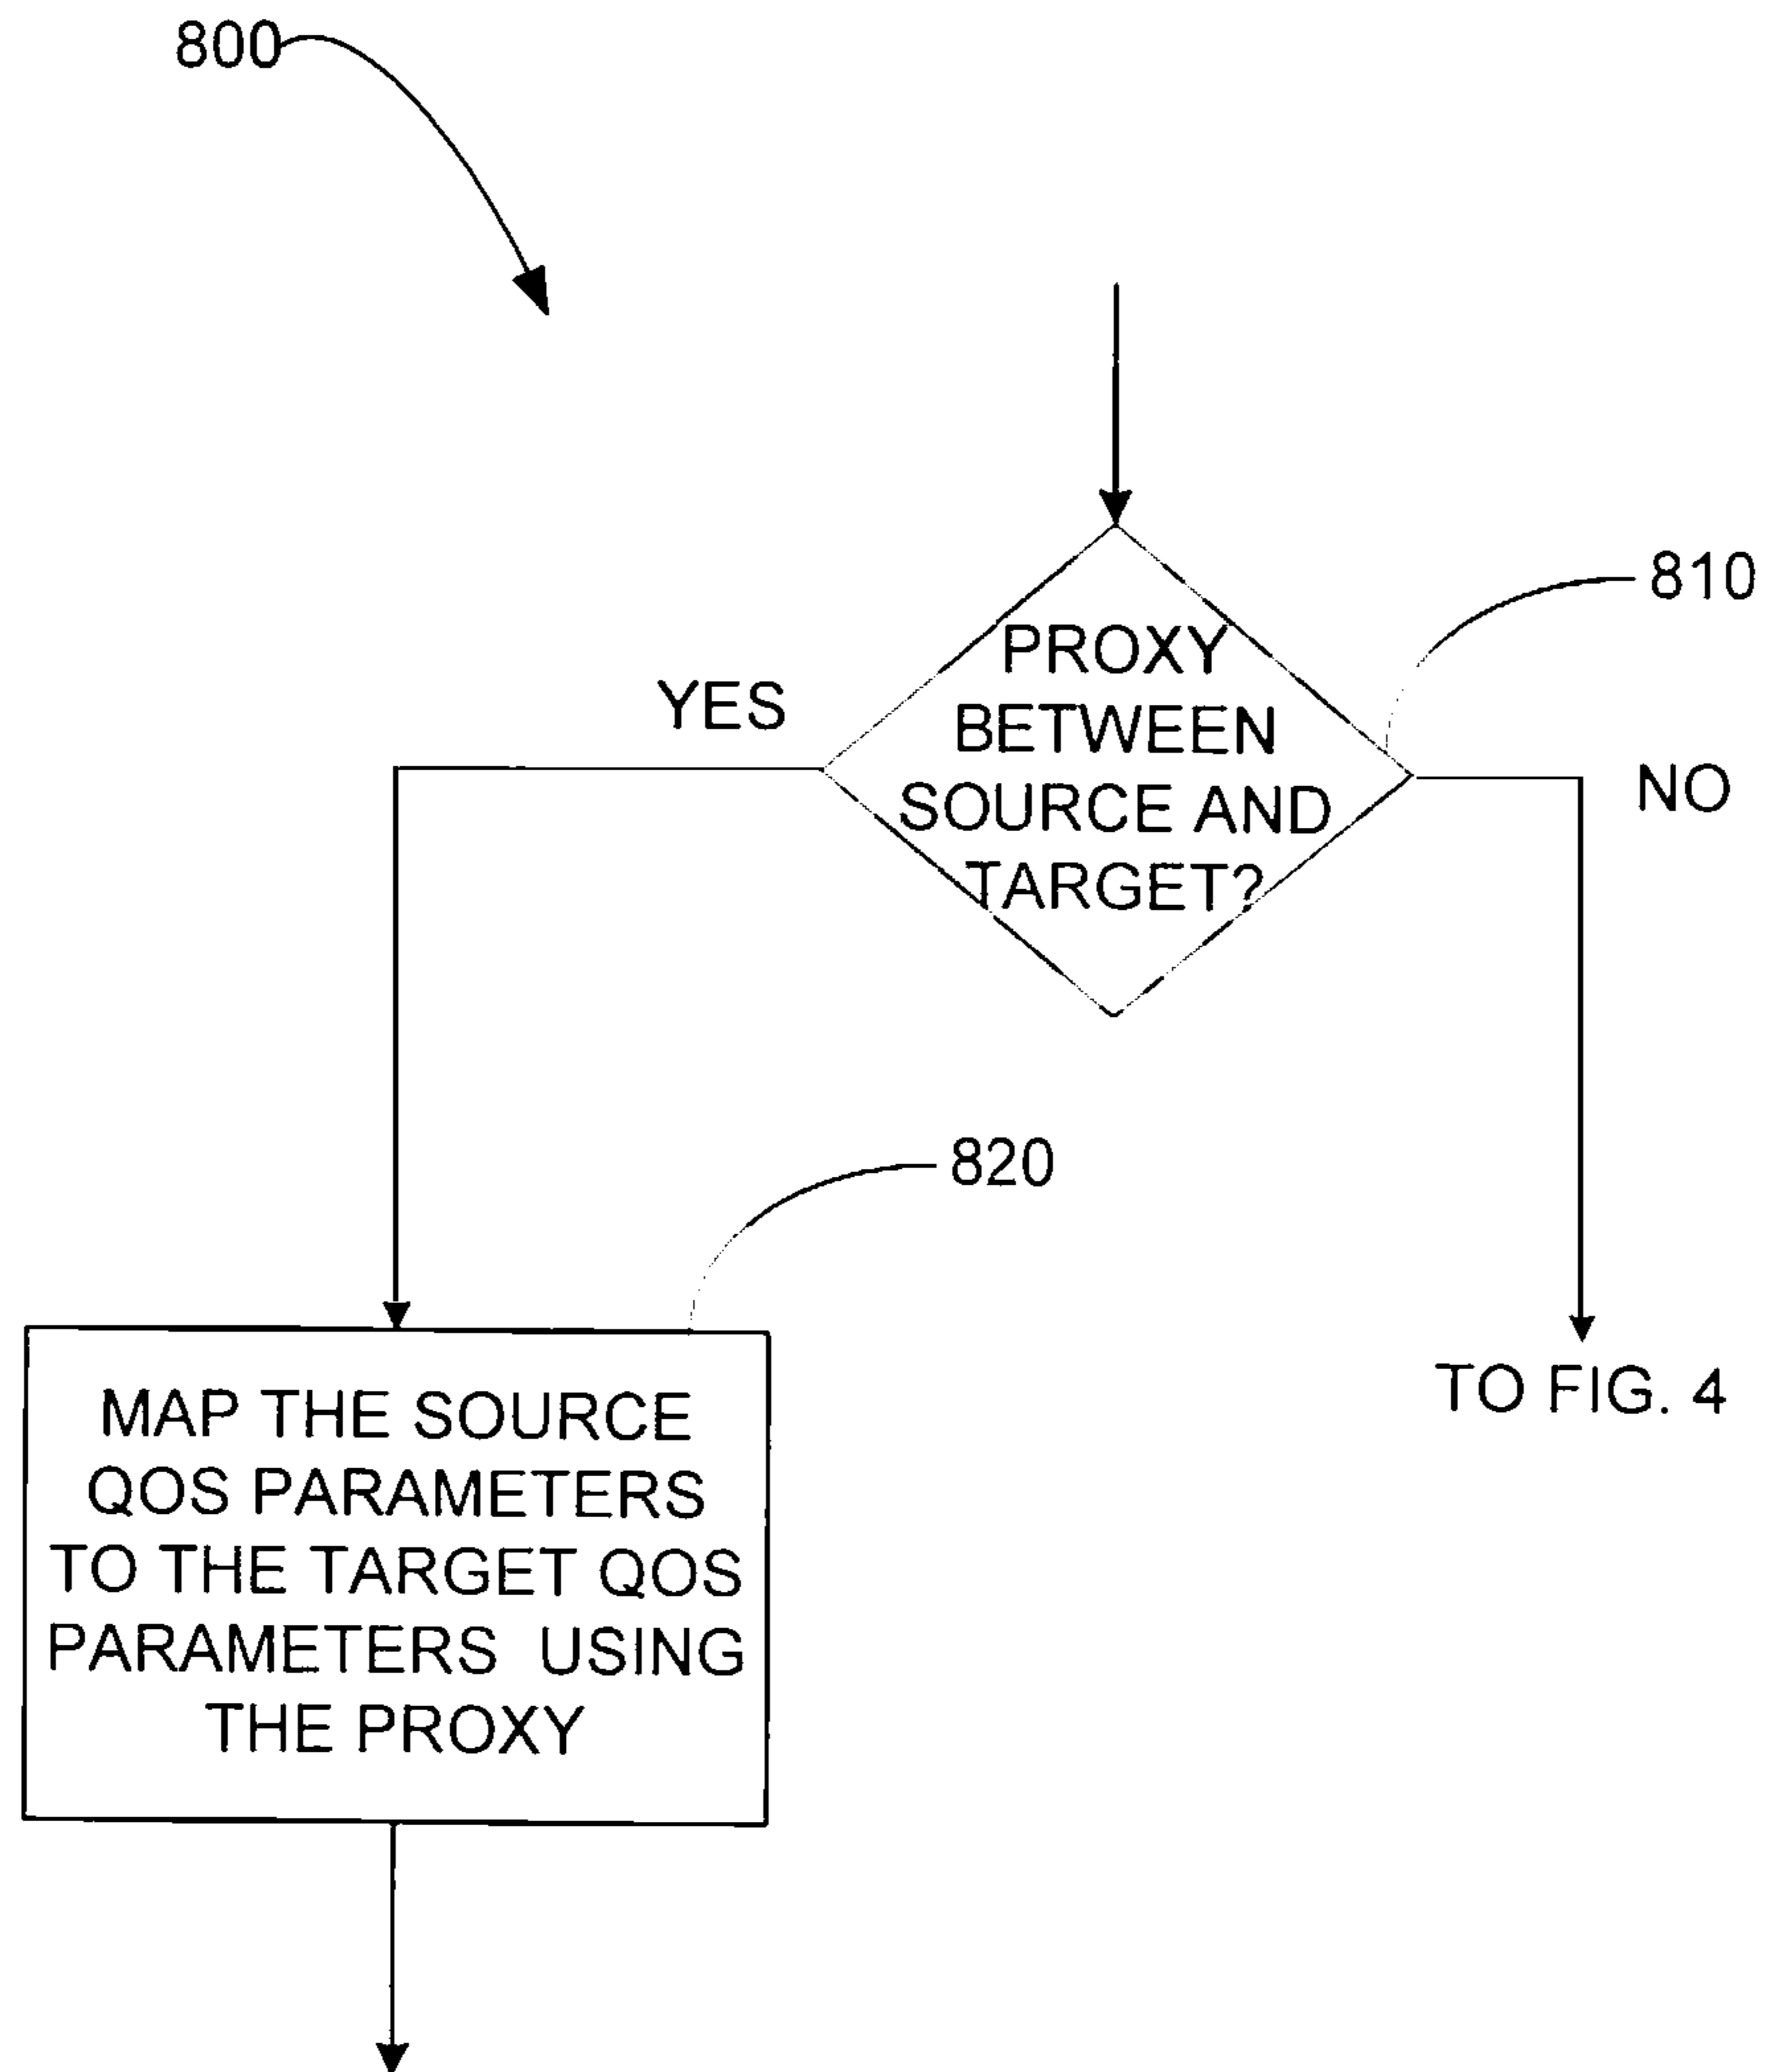 800
810
PROXY
BETWEEN
SOURCE AND
TARGET?
YES
NO
820
TO FIG. 4
MAP THE SOURCE
QOS PARAMETERS
TO THE TARGET QOS
PARAMETERS USING
THE PROXY